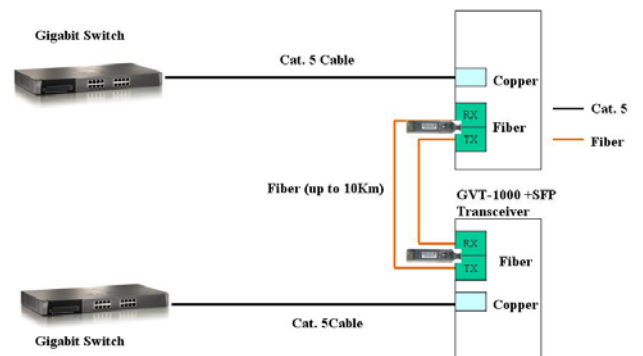 Gigabit Switch
Cat. 5 Cable
Copper
RX
Fiber
TX
Cat. 5
Fiber
Fiber (up to 10Km)
GVT-1000 +SFP
Transceiver
RX
Fiber
TX
Copper
Cat. 5Cable
Gigabit Switch